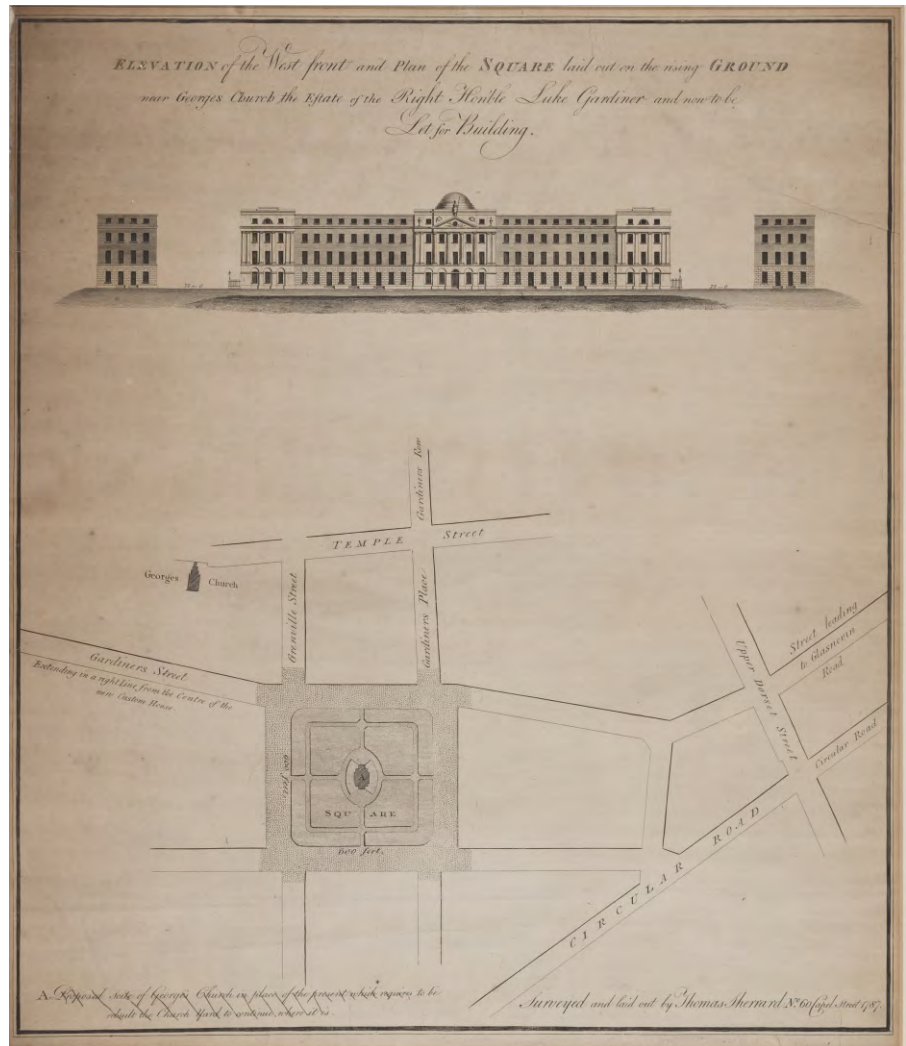 ELEVATION of the West front and Plan of the SQUARE laid out on the rising GROUND
near Georges Church the Estate of the Right Honble Luke Gardiner and now to be
Let for Building.
Road
Road
Gardiners Row
TEMPLE Street
Georges Church
Grenville Street
Gardiners Place
Gardiners Street
Extending in a right line from the Centre of the
new Custom House
Upper Dorset Street
Street leading
to Glasnevin
Road
Circular Road
600 feet
A
SQUARE
600 feet.
CIRCULAR ROAD
A. Proposed Scite of Georges Church in place of the present which requires to be
rebuilt the Church Yard to continue where it is.
Surveyed and laid out by Thomas Sherrard No. 60 Capel Street 1787.